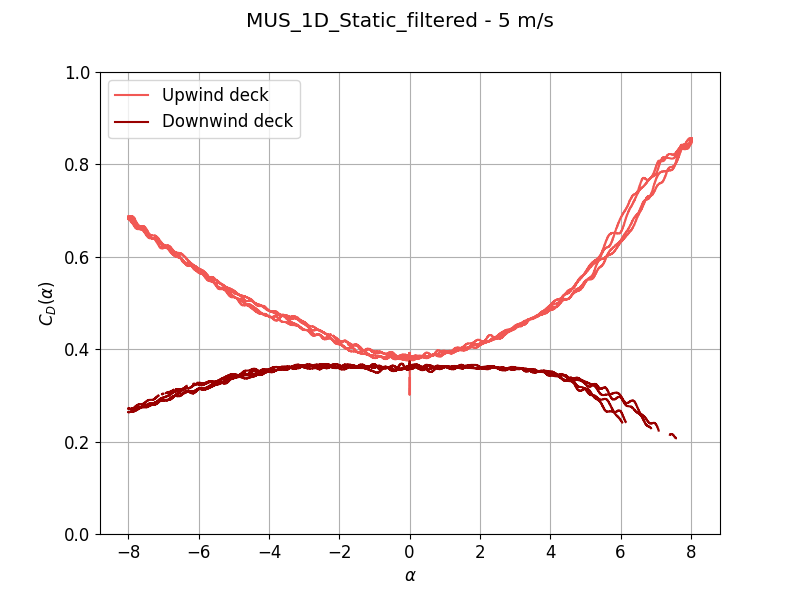 MUS_1D_Static_filtered - 5 m/s
Upwind deck
Downwind deck
1.0
0.8
0.6
0.4
0.2
0.0
C_D(α)
−8 −6 −4 −2 0 2 4 6 8
α